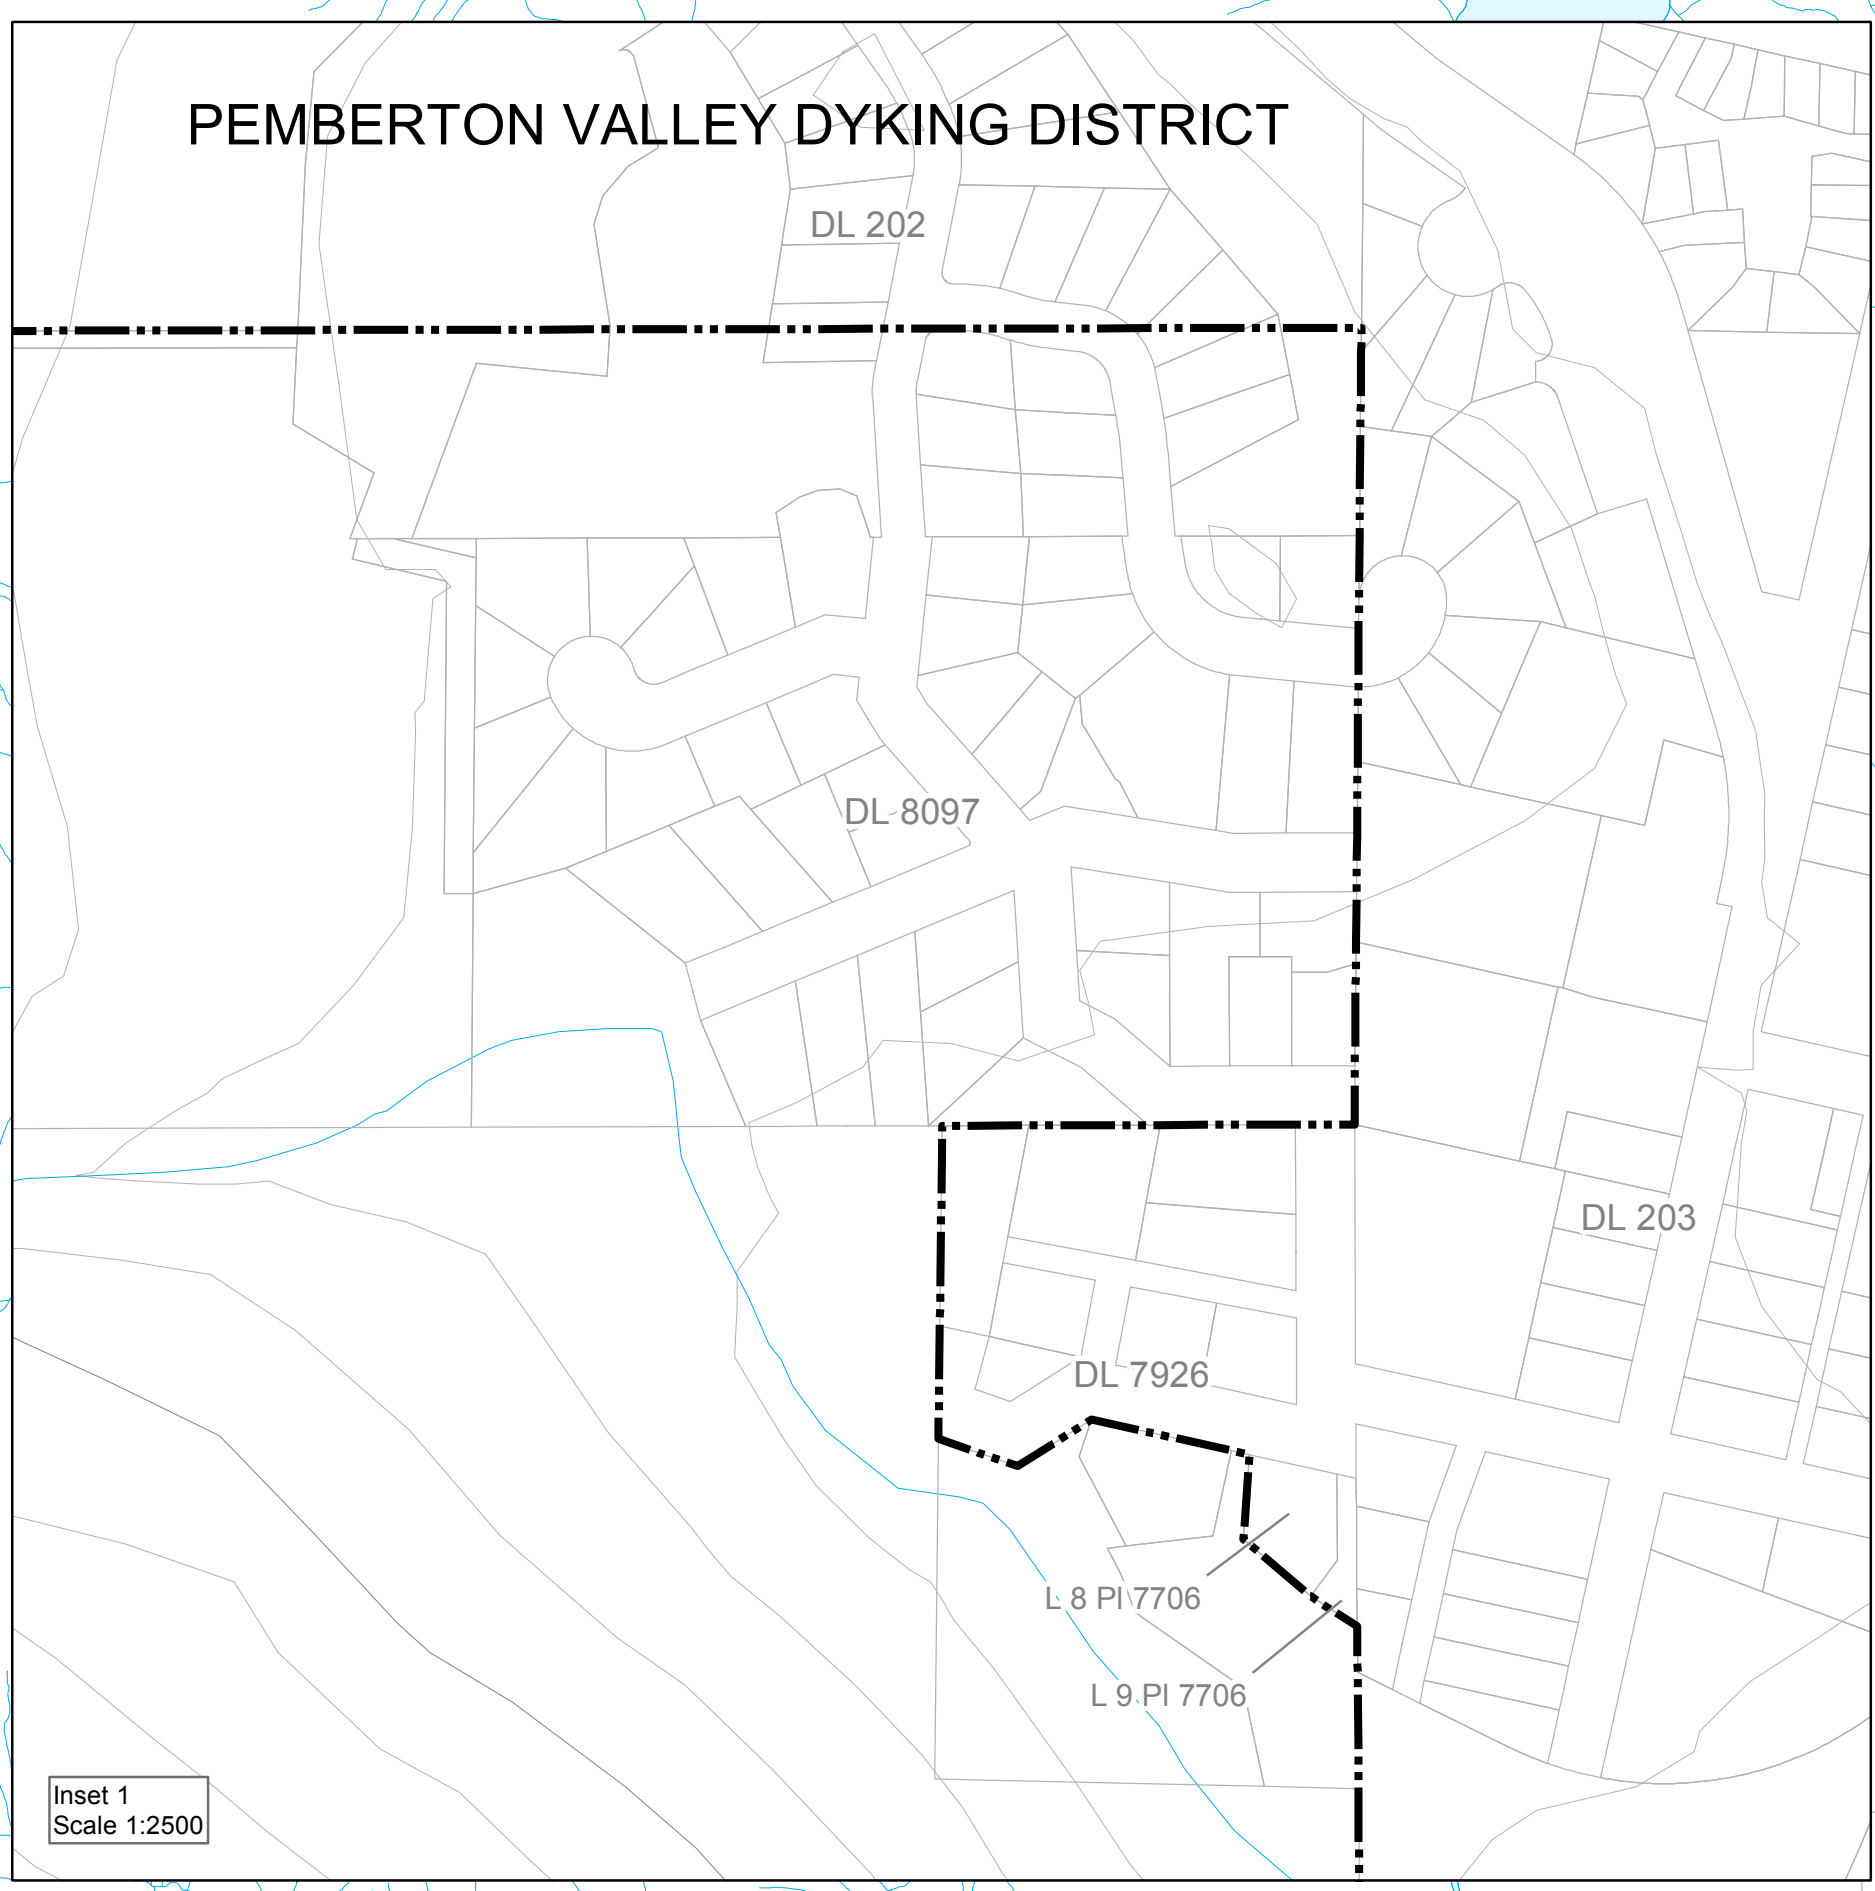 PEMBERTON VALLEY DYKING DISTRICT
DL 202
DL 8097
DL 203
DL 7926
L 8 Pl 7706
L 9 Pl 7706
Inset 1
Scale 1:2500